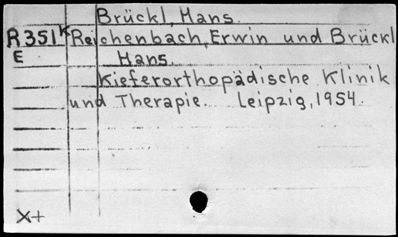 Brückl, Hans.
R351K Reichenbach, Erwin und Brückl
E Hans.
Kieferorthopädische Klinik
und Therapie. Leipzig, 1954.
X+